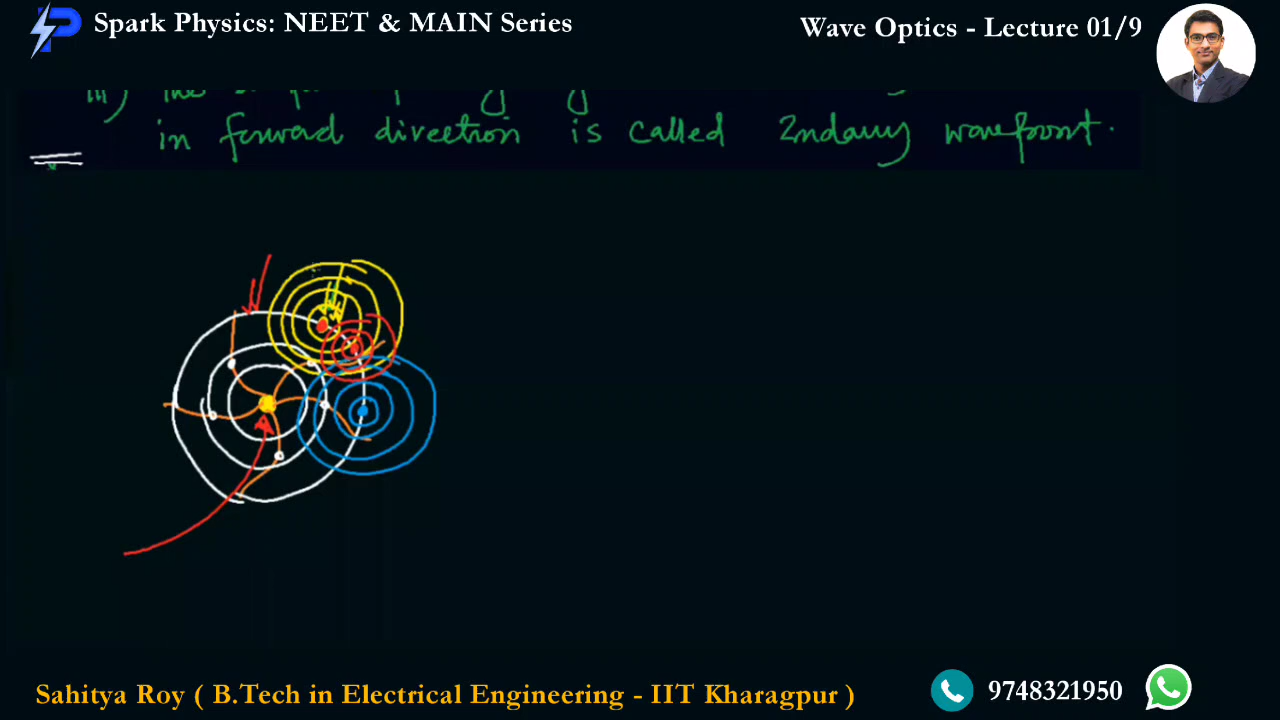 Spark Physics: NEET & MAIN Series
Wave Optics - Lecture 01/9
iii)
in forward direction is called 2ndary wavefront.
Sahitya Roy ( B.Tech in Electrical Engineering - IIT Kharagpur )
9748321950